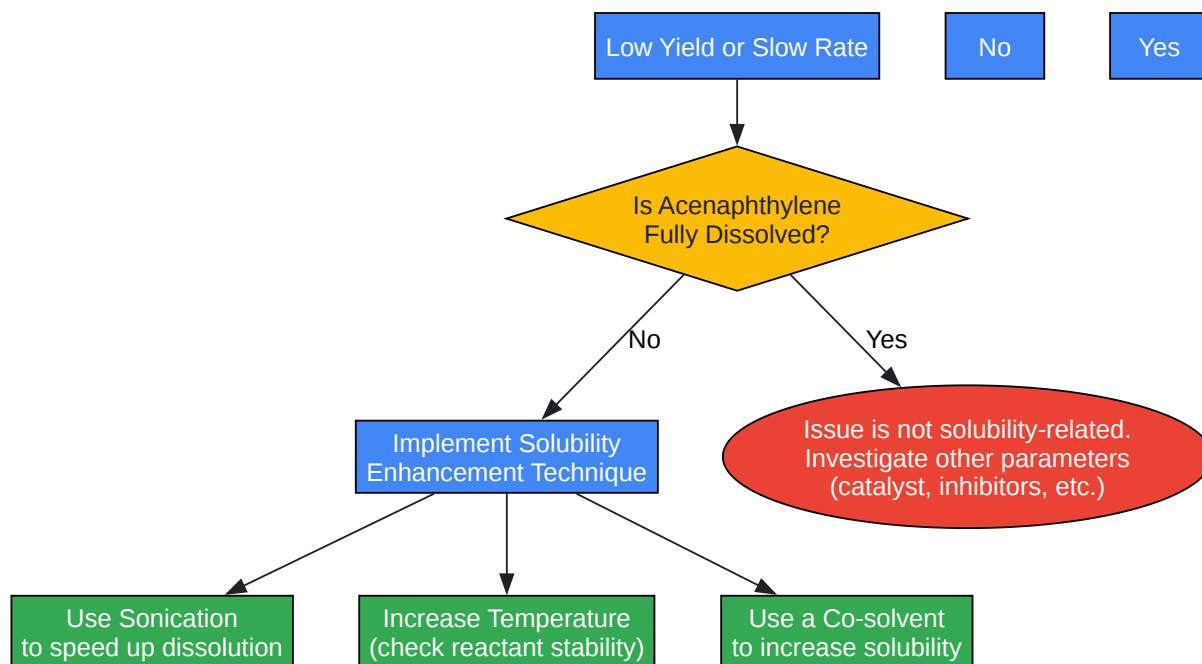 Low Yield or Slow Rate
No
Yes
Is Acenaphthylene
Fully Dissolved?
No
Yes
Implement Solubility
Enhancement Technique
Issue is not solubility-related.
Investigate other parameters
(catalyst, inhibitors, etc.)
Use Sonication
to speed up dissolution
Increase Temperature
(check reactant stability)
Use a Co-solvent
to increase solubility